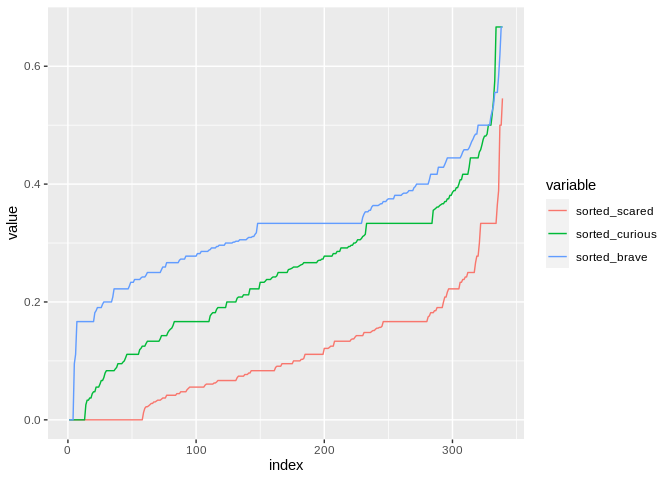 0.6
0.4
0.2
0.0
value
0
100
200
300
index
variable
sorted_scared
sorted_curious
sorted_brave